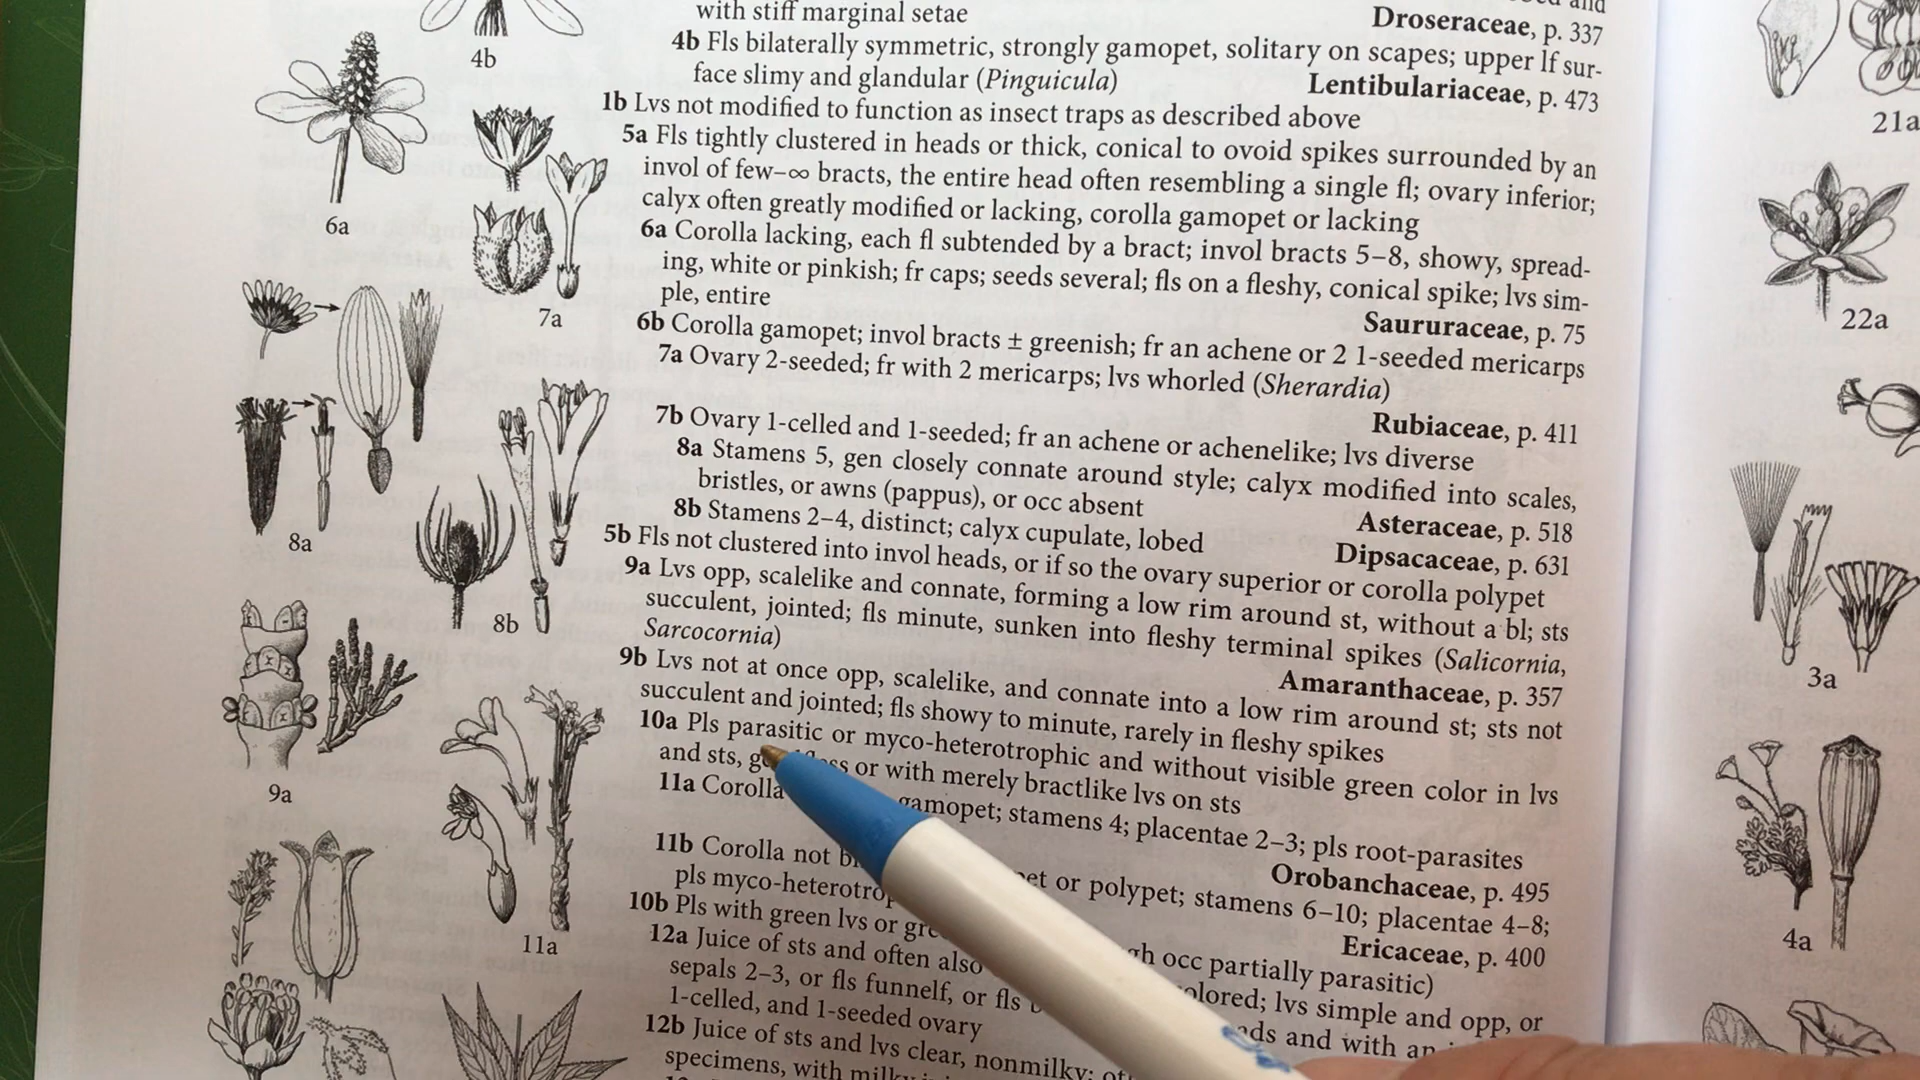 with stiff marginal setae
Droseraceae, p. 337
4b
4b Fls bilaterally symmetric, strongly gamopet, solitary on scapes; upper lf sur-
face slimy and glandular (Pinguicula)
Lentibulariaceae, p. 473
1b Lvs not modified to function as insect traps as described above
5a Fls tightly clustered in heads or thick, conical to ovoid spikes surrounded by an
invol of few–∞ bracts, the entire head often resembling a single fl; ovary inferior;
calyx often greatly modified or lacking, corolla gamopet or lacking
6a
6a Corolla lacking, each fl subtended by a bract; invol bracts 5–8, showy, spread-
ing, white or pinkish; fr caps; seeds several; fls on a fleshy, conical spike; lvs sim-
ple, entire
Saururaceae, p. 75
7a
6b Corolla gamopet; invol bracts ± greenish; fr an achene or 2 1-seeded mericarps
7a Ovary 2-seeded; fr with 2 mericarps; lvs whorled (Sherardia)
Rubiaceae, p. 411
7b Ovary 1-celled and 1-seeded; fr an achene or achenelike; lvs diverse
8a Stamens 5, gen closely connate around style; calyx modified into scales,
bristles, or awns (pappus), or occ absent
Asteraceae, p. 518
8a
8b Stamens 2–4, distinct; calyx cupulate, lobed
Dipsacaceae, p. 631
5b Fls not clustered into invol heads, or if so the ovary superior or corolla polypet
9a Lvs opp, scalelike and connate, forming a low rim around st, without a bl; sts
succulent, jointed; fls minute, sunken into fleshy terminal spikes (Salicornia,
Sarcocornia)
Amaranthaceae, p. 357
8b
9b Lvs not at once opp, scalelike, and connate into a low rim around st; sts not
succulent and jointed; fls showy to minute, rarely in fleshy spikes
10a Pls parasitic or myco-heterotrophic and without visible green color in lvs
and sts, or with merely bractlike lvs on sts
9a
11a Corolla gamopet; stamens 4; placentae 2–3; pls root-parasites
Orobanchaceae, p. 495
11b Corolla not or polypet; stamens 6–10; placentae 4–8;
pls
Ericaceae, p. 400
11a
10b Pls with green lvs or occ partially parasitic)
12a Juice of sts and often also lvs simple and opp, or
sepals 2–3, or fls funnelf, or fls and with an
1-celled, and 1-seeded ovary
12b Juice of sts and lvs clear, nonmilky;
specimens, with
21a
22a
3a
4a